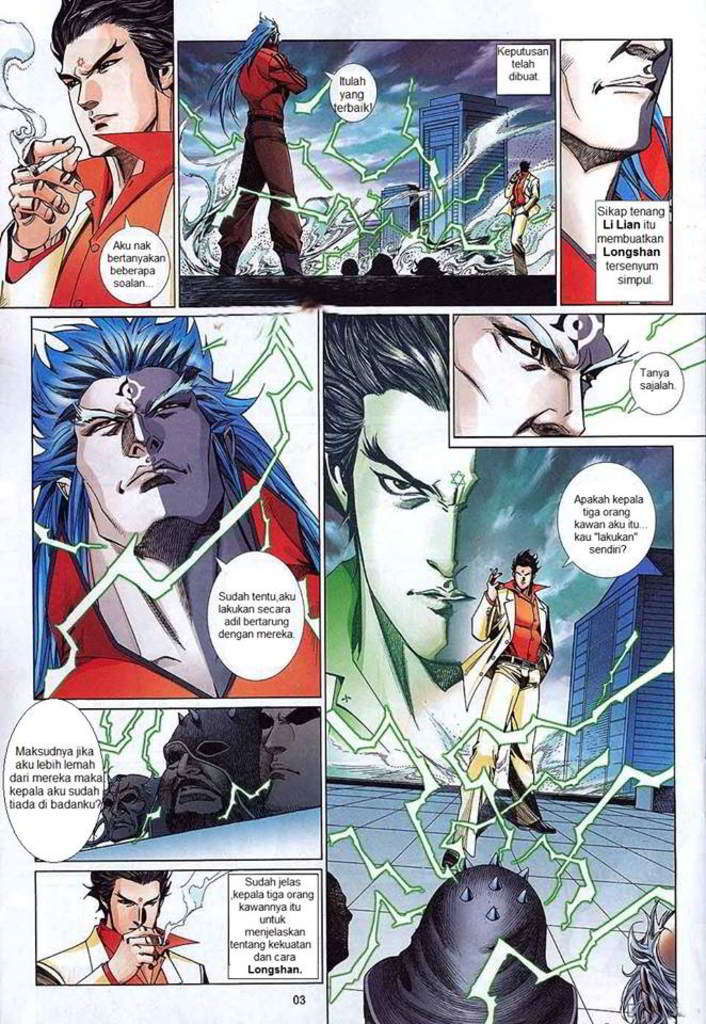 Aku nak
bertanyakan
beberapa
soalan...
Itulah
yang
terbaik!
Keputusan
telah
dibuat.
Sikap tenang
Li Lian itu
membuatkan
Longshan
tersenyum
simpul.
Tanya
sajalah.
Apakah kepala
tiga orang
kawan aku itu...
kau "lakukan"
sendiri?
Sudah tentu,aku
lakukan secara
adil bertarung
dengan mereka.
Maksudnya jika
aku lebih lemah
dari mereka maka
kepala aku sudah
tiada di badanku?
Sudah jelas
,kepala tiga orang
kawannya itu
untuk
menjelaskan
tentang kekuatan
dan cara
Longshan.
03